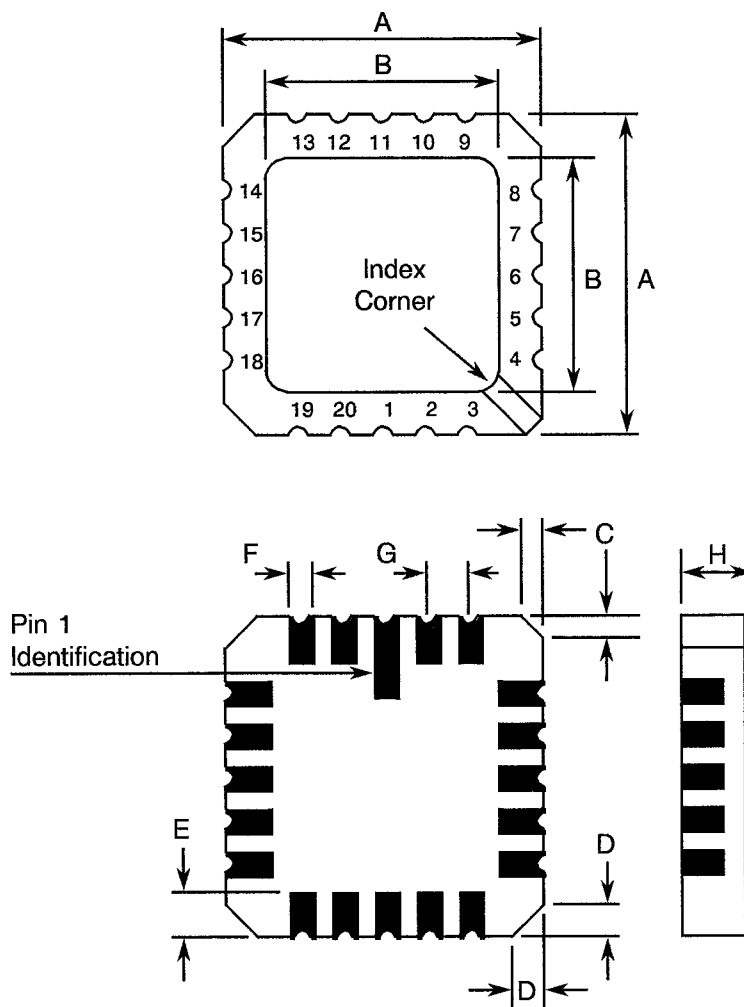 A
B
13 12 11 10 9
14 8
15 7
16 6
17 5
18 4
Index
Corner
B
A
19 20 1 2 3
C
H
F
G
Pin 1
Identification
E
D
D